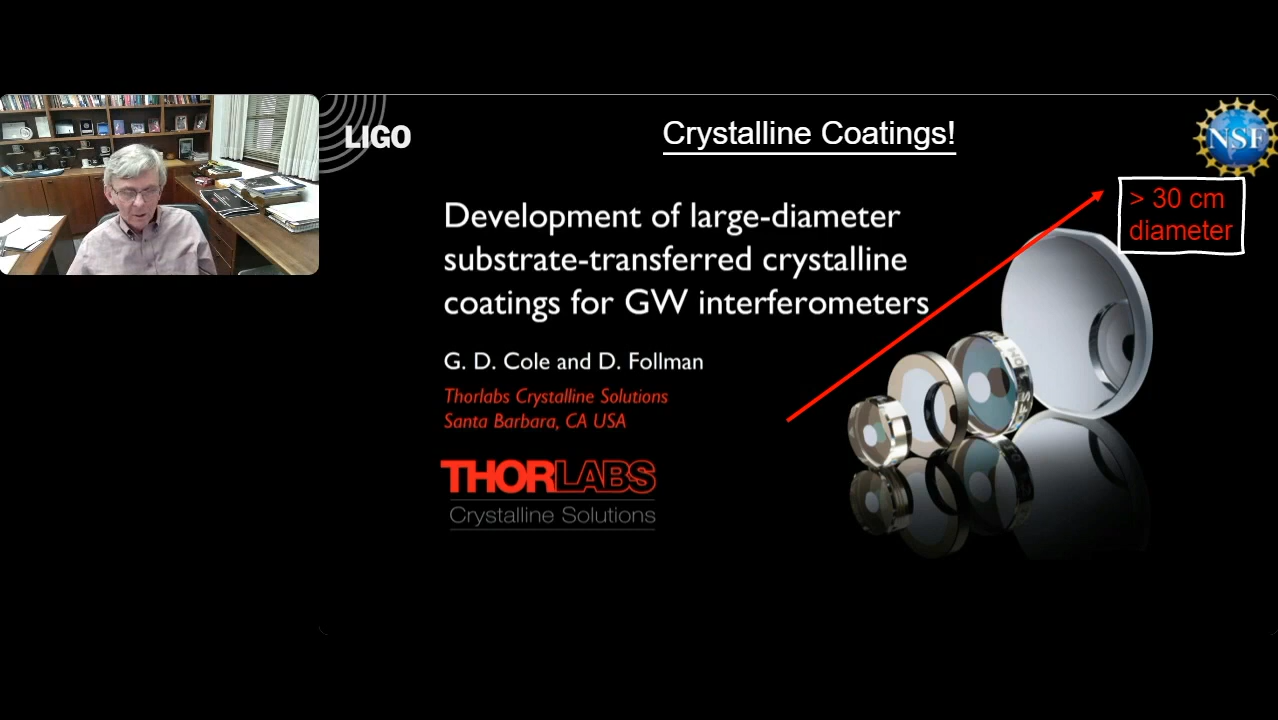 LIGO
Crystalline Coatings!
NSF
> 30 cm
diameter
Development of large-diameter
substrate-transferred crystalline
coatings for GW interferometers
G. D. Cole and D. Follman
Thorlabs Crystalline Solutions
Santa Barbara, CA USA
THORLABS
Crystalline Solutions